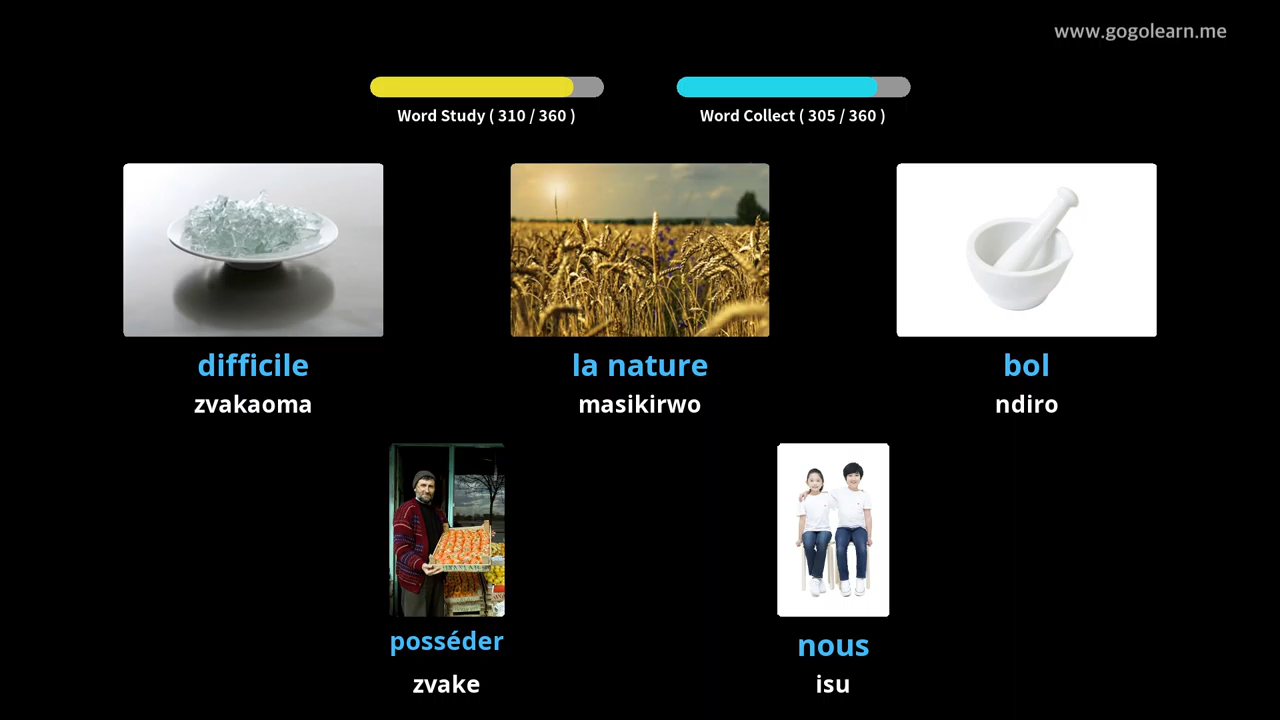 www.gogolearn.me
Word Study ( 310 / 360 )
Word Collect ( 305 / 360 )
difficile
zvakaoma
la nature
masikirwo
bol
ndiro
posséder
zvake
nous
isu